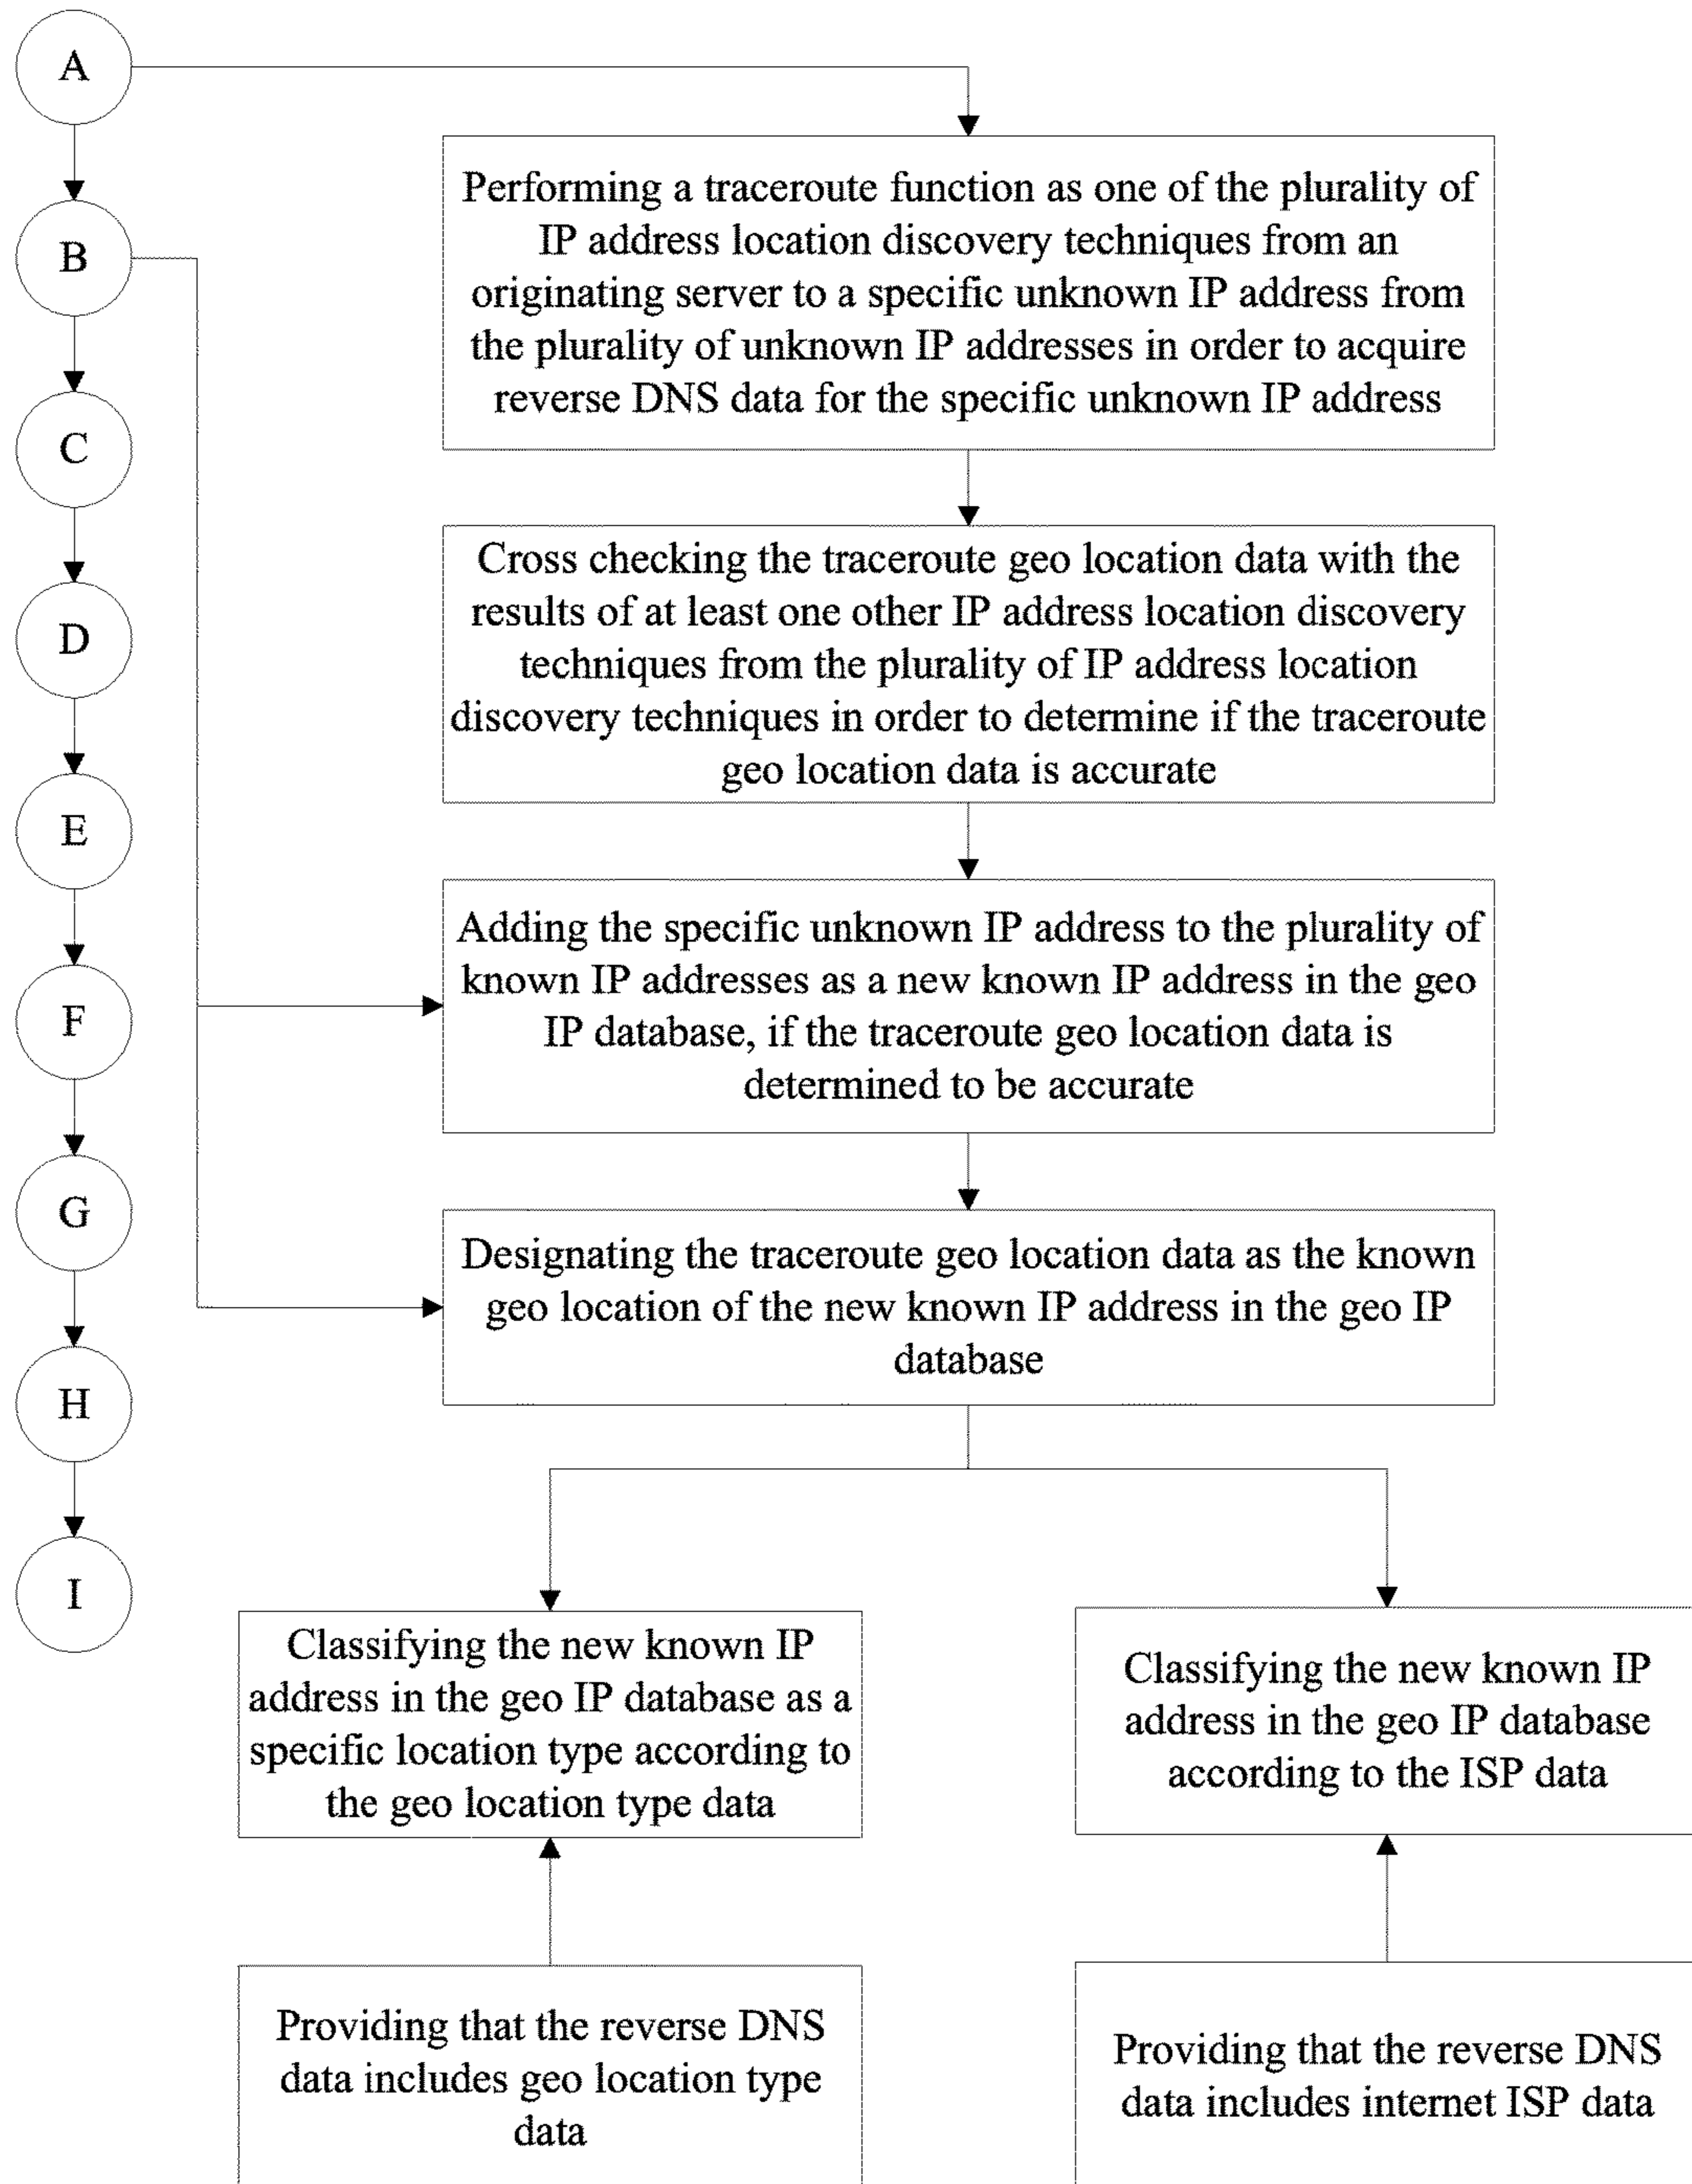 A
Performing a traceroute function as one of the plurality of
IP address location discovery techniques from an
originating server to a specific unknown IP address from
the plurality of unknown IP addresses in order to acquire
reverse DNS data for the specific unknown IP address
B
C
Cross checking the traceroute geo location data with the
results of at least one other IP address location discovery
techniques from the plurality of IP address location
discovery techniques in order to determine if the traceroute
geo location data is accurate
D
E
Adding the specific unknown IP address to the plurality of
known IP addresses as a new known IP address in the geo
IP database, if the traceroute geo location data is
determined to be accurate
F
G
Designating the traceroute geo location data as the known
geo location of the new known IP address in the geo IP
database
H
I
Classifying the new known IP
address in the geo IP database as a
specific location type according to
the geo location type data
Classifying the new known IP
address in the geo IP database
according to the ISP data
Providing that the reverse DNS
data includes geo location type
data
Providing that the reverse DNS
data includes internet ISP data